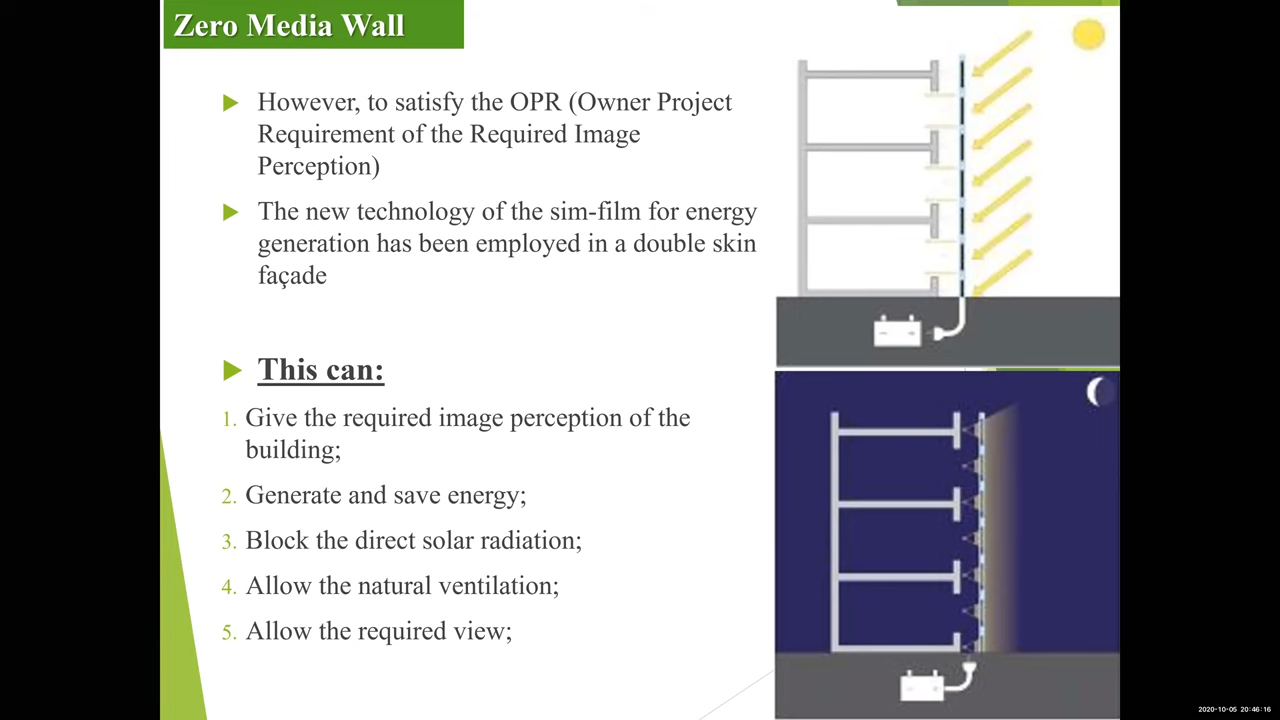 Zero Media Wall
However, to satisfy the OPR (Owner Project
Requirement of the Required Image
Perception)
The new technology of the sim-film for energy
generation has been employed in a double skin
façade
This can:
1. Give the required image perception of the
building;
2. Generate and save energy;
3. Block the direct solar radiation;
4. Allow the natural ventilation;
5. Allow the required view;
2020-10-05 20:46:16